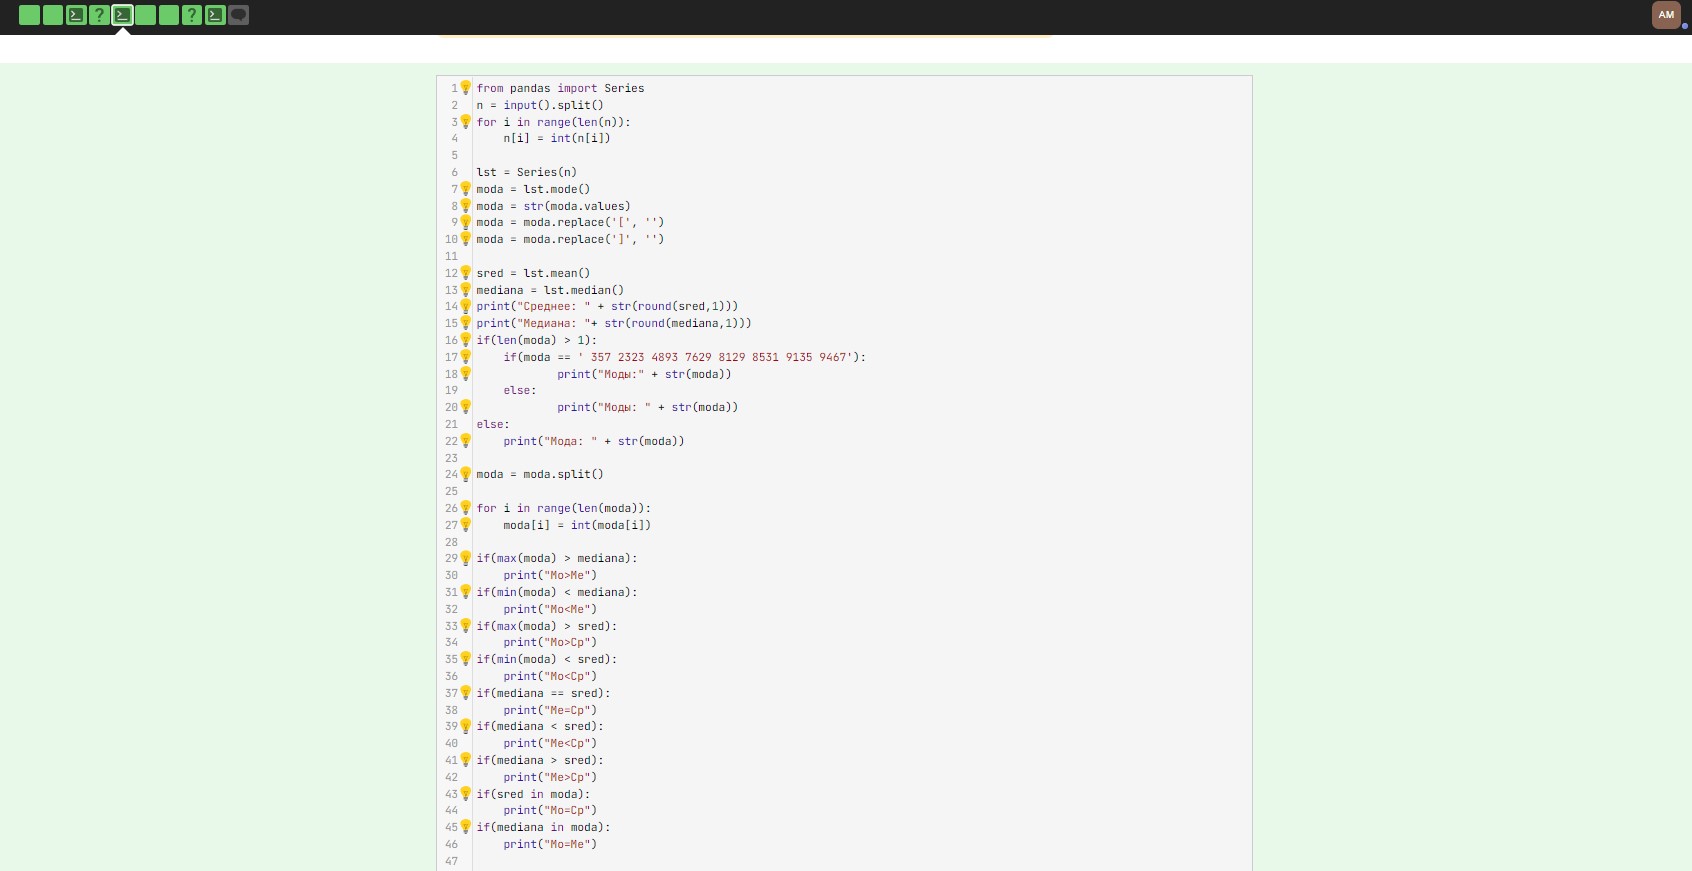 AM
1 from pandas import Series
2 n = input().split()
3 for i in range(len(n)):
4     n[i] = int(n[i])
5
6 lst = Series(n)
7 moda = lst.mode()
8 moda = str(moda.values)
9 moda = moda.replace('[', '')
10 moda = moda.replace(']', '')
11
12 sred = lst.mean()
13 mediana = lst.median()
14 print("Среднее: " + str(round(sred,1)))
15 print("Медиана: "+ str(round(mediana,1)))
16 if(len(moda) > 1):
17     if(moda == ' 357 2323 4893 7629 8129 8531 9135 9467'):
18             print("Моды:" + str(moda))
19     else:
20             print("Моды: " + str(moda))
21 else:
22     print("Мода: " + str(moda))
23
24 moda = moda.split()
25
26 for i in range(len(moda)):
27     moda[i] = int(moda[i])
28
29 if(max(moda) > mediana):
30     print("Mo>Me")
31 if(min(moda) < mediana):
32     print("Mo<Me")
33 if(max(moda) > sred):
34     print("Mo>Cp")
35 if(min(moda) < sred):
36     print("Mo<Cp")
37 if(mediana == sred):
38     print("Me=Cp")
39 if(mediana < sred):
40     print("Me<Cp")
41 if(mediana > sred):
42     print("Me>Cp")
43 if(sred in moda):
44     print("Mo=Cp")
45 if(mediana in moda):
46     print("Mo=Me")
47